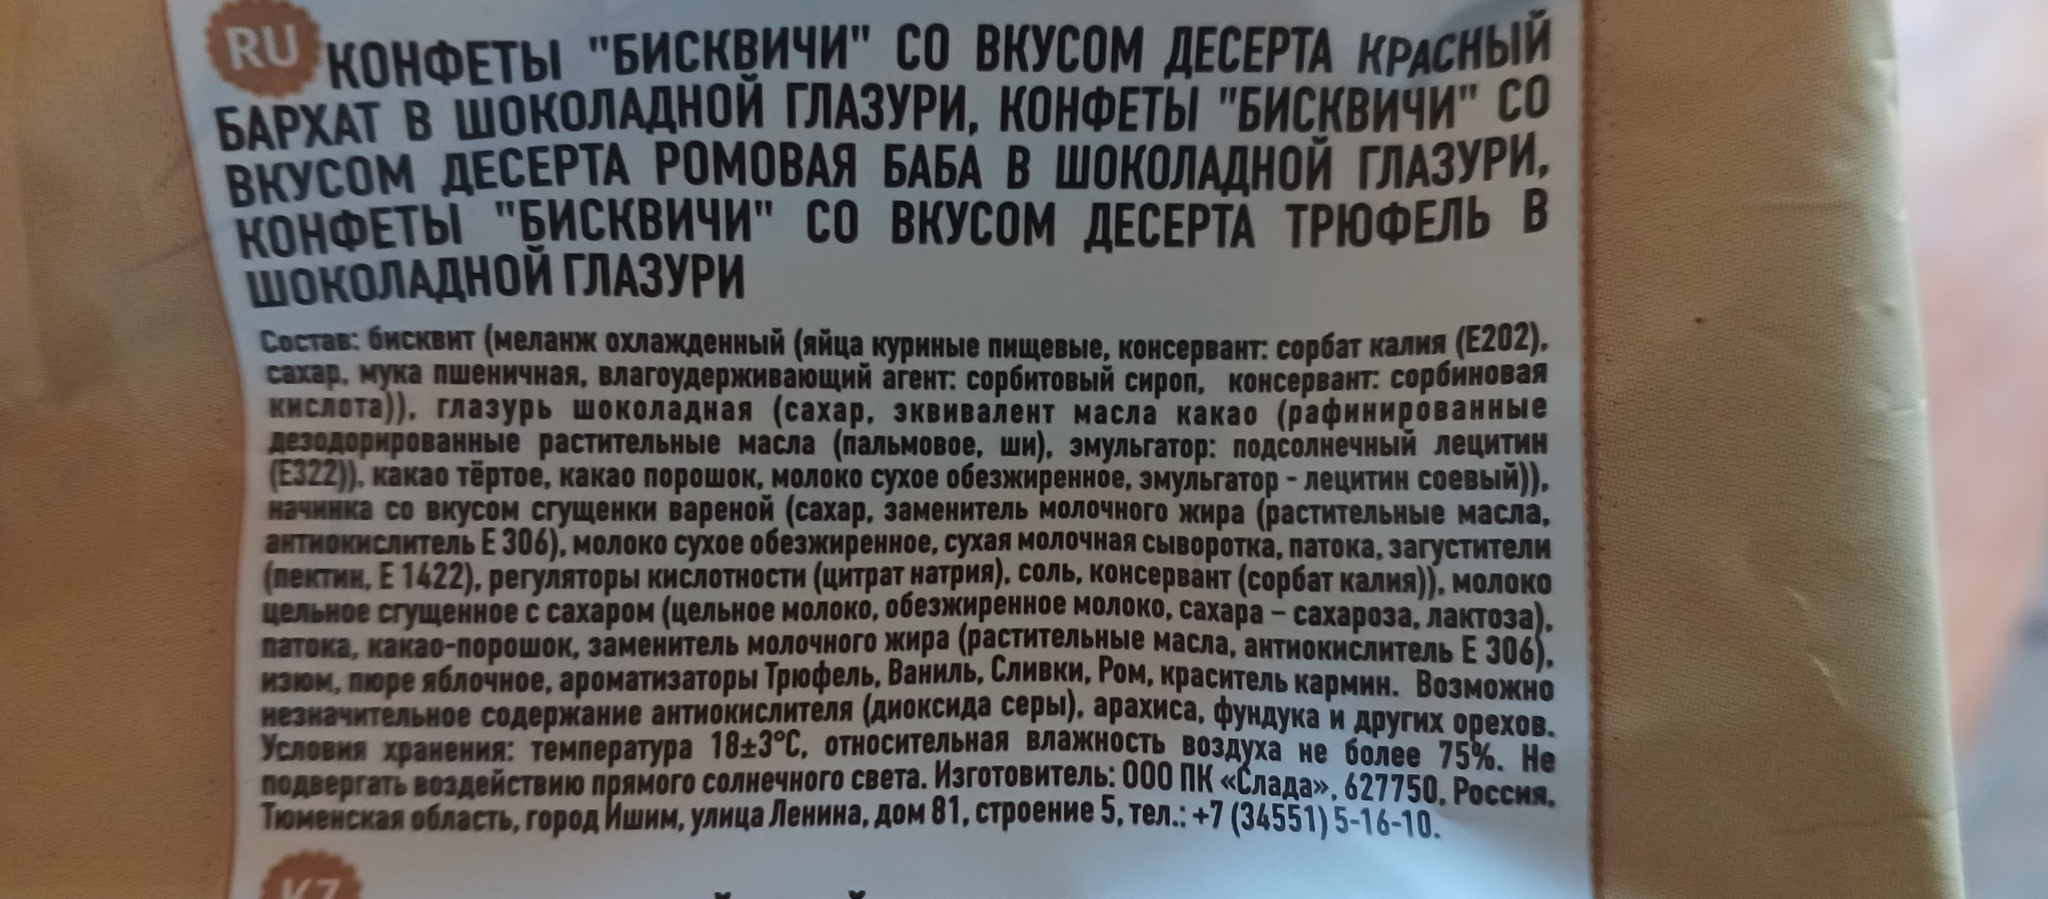 RU КОНФЕТЫ "БИСКВИЧИ" СО ВКУСОМ ДЕСЕРТА КРАСНЫЙ
БАРХАТ В ШОКОЛАДНОЙ ГЛАЗУРИ, КОНФЕТЫ "БИСКВИЧИ" СО
ВКУСОМ ДЕСЕРТА РОМОВАЯ БАБА В ШОКОЛАДНОЙ ГЛАЗУРИ,
КОНФЕТЫ "БИСКВИЧИ" СО ВКУСОМ ДЕСЕРТА ТРЮФЕЛЬ В
ШОКОЛАДНОЙ ГЛАЗУРИ
Состав: бисквит (меланж охлажденный (яйца куриные пищевые, консервант: сорбат калия (Е202),
сахар, мука пшеничная, влагоудерживающий агент: сорбитовый сироп, консервант: сорбиновая
кислота)), глазурь шоколадная (сахар, эквивалент масла какао (рафинированные
дезодорированные растительные масла (пальмовое, ши), эмульгатор: подсолнечный лецитин
(Е322)), какао тёртое, какао порошок, молоко сухое обезжиренное, эмульгатор - лецитин соевый)),
начинка со вкусом сгущенки вареной (сахар, заменитель молочного жира (растительные масла,
антиокислитель Е 306), молоко сухое обезжиренное, сухая молочная сыворотка, патока, загустители
(пектин, Е 1422), регуляторы кислотности (цитрат натрия), соль, консервант (сорбат калия)), молоко
цельное сгущенное с сахаром (цельное молоко, обезжиренное молоко, сахара – сахароза, лактоза),
патока, какао-порошок, заменитель молочного жира (растительные масла, антиокислитель Е 306),
изюм, пюре яблочное, ароматизаторы Трюфель, Ваниль, Сливки, Ром, краситель кармин. Возможно
незначительное содержание антиокислителя (диоксида серы), арахиса, фундука и других орехов.
Условия хранения: температура 18±3°С, относительная влажность воздуха не более 75%. Не
подвергать воздействию прямого солнечного света. Изготовитель: ООО ПК «Слада», 627750, Россия,
Тюменская область, город Ишим, улица Ленина, дом 81, строение 5, тел.: +7 (34551) 5-16-10.
KZ